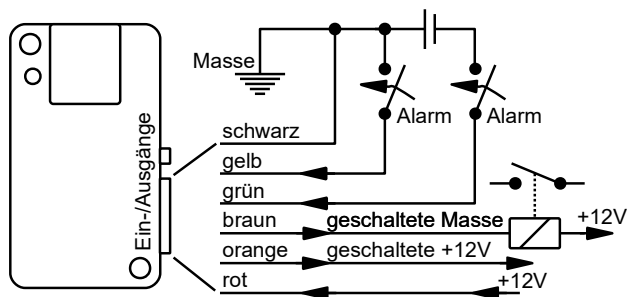 Masse
Alarm
Alarm
Ein-/Ausgänge
schwarz
gelb
grün
braun geschaltete Masse +12V
orange geschaltete +12V
rot +12V